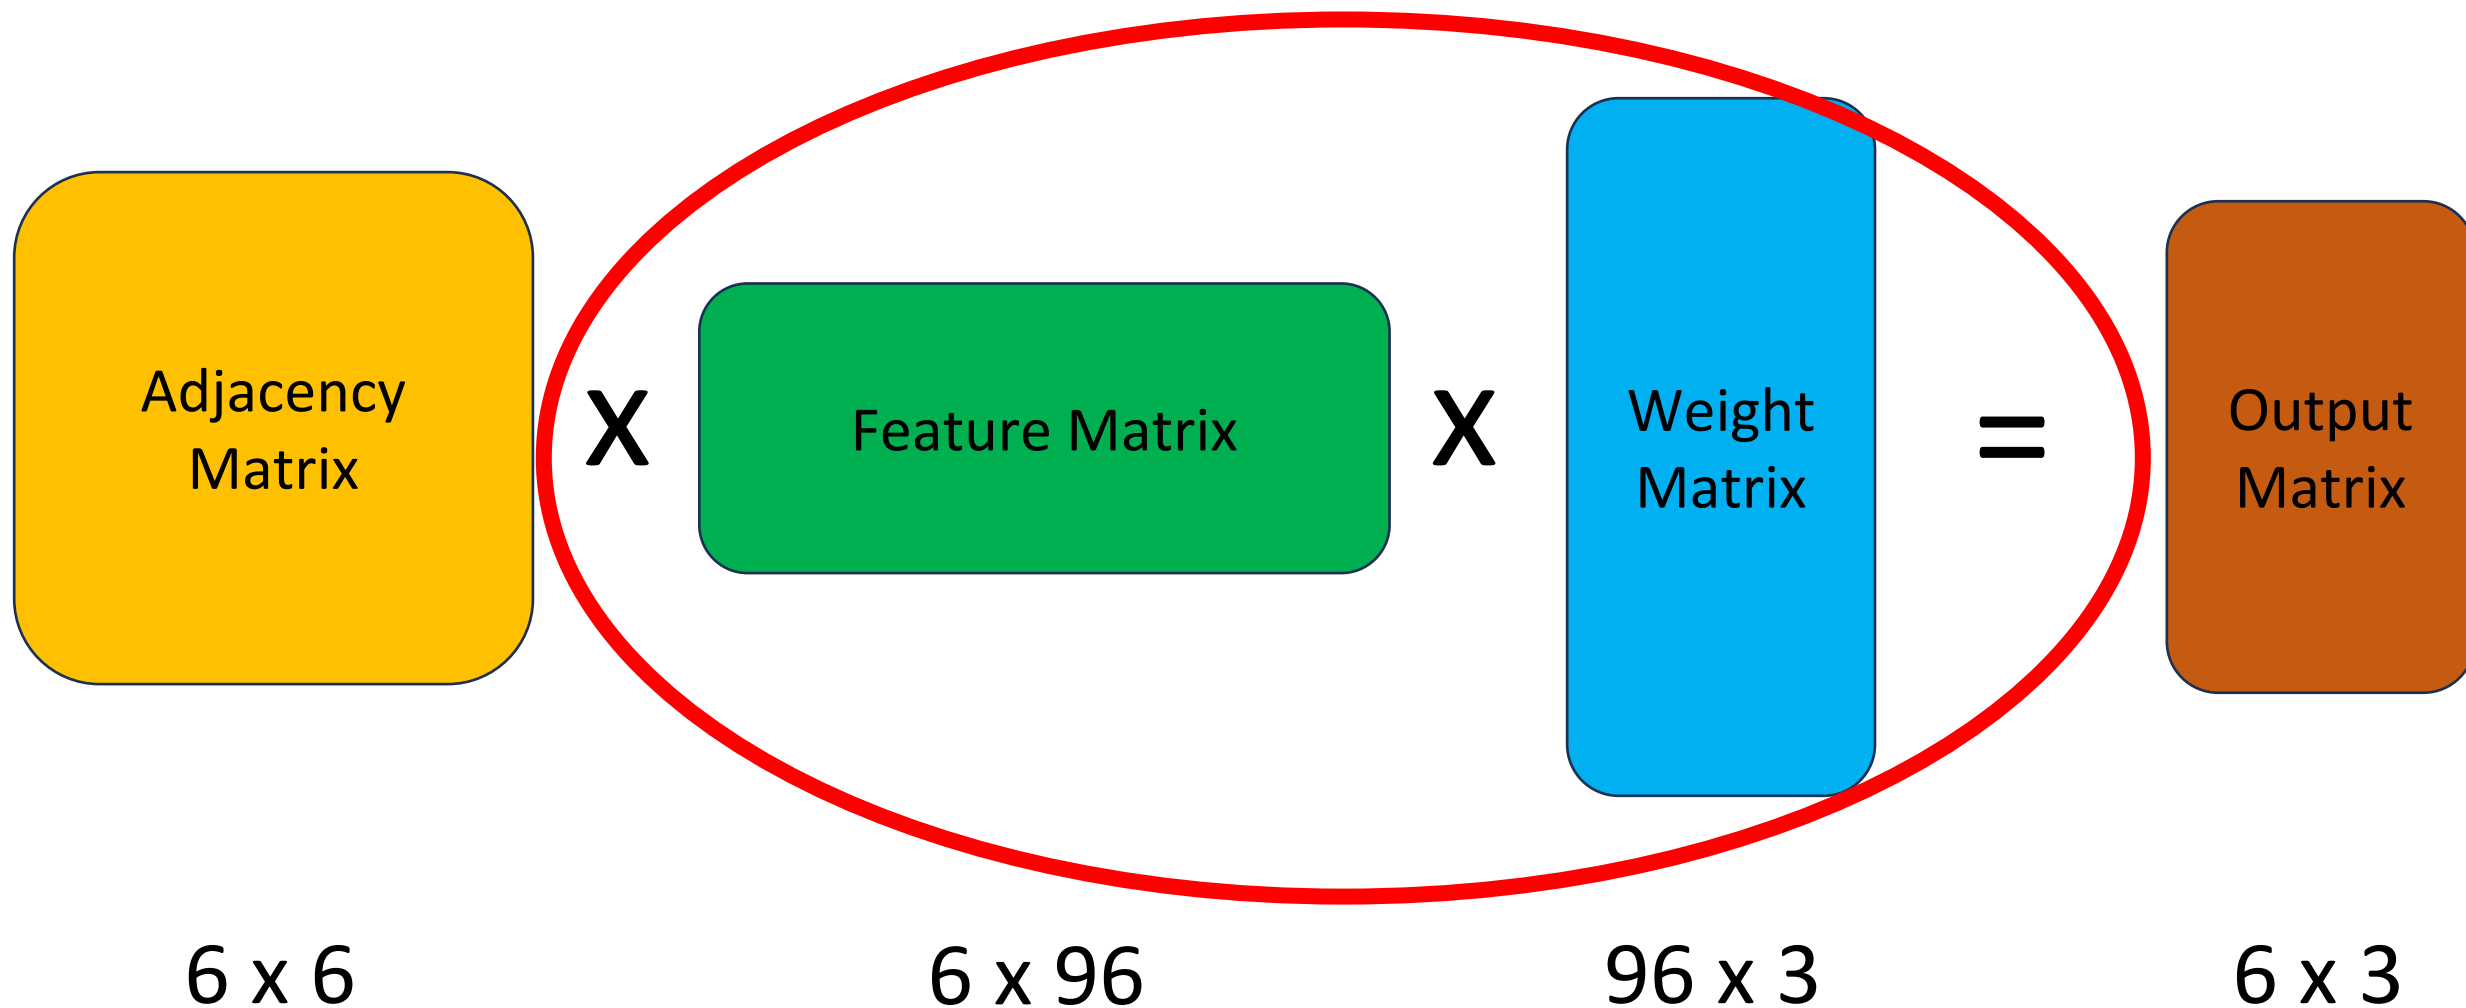 Adjacency
Matrix
X
Feature Matrix
X
Weight
Matrix
=
Output
Matrix
6 x 6
6 x 96
96 x 3
6 x 3